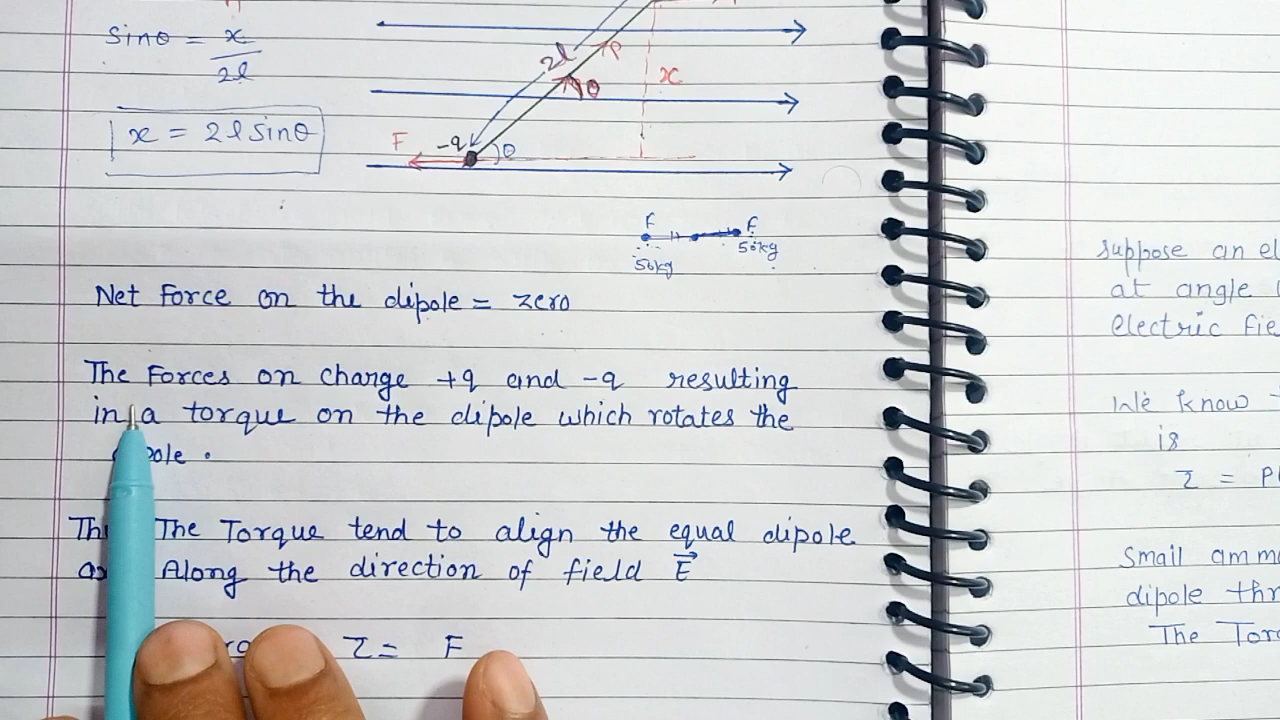 sinθ = x
2l
x = 2lsinθ
2l
P
θ
x
F
-q
θ
F
F
50kg
50kg
Net Force on the dipole = zero
The Forces on charge +q and -q resulting
in a torque on the dipole which rotates the
pole.
The Torque tend to align the equal dipole
Along the direction of field E⃗
τ = F
suppose an el
at angle
electric fie
We know
is
τ = P
Small amm
dipole thr
The Tor